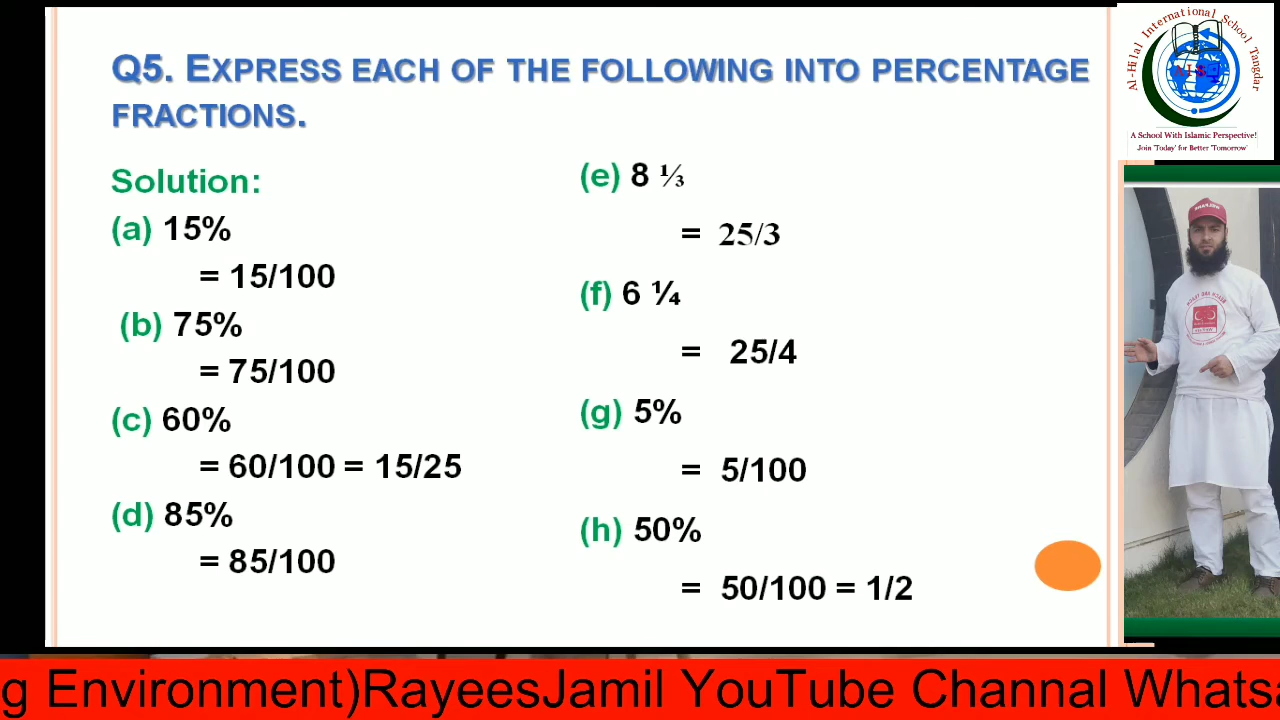 Q5. EXPRESS EACH OF THE FOLLOWING INTO PERCENTAGE
FRACTIONS.
Solution:
(a) 15%
= 15/100
(b) 75%
= 75/100
(c) 60%
= 60/100 = 15/25
(d) 85%
= 85/100
(e) 8 ⅓
= 25/3
(f) 6 ¼
= 25/4
(g) 5%
= 5/100
(h) 50%
= 50/100 = 1/2
Al-Hilal International School Tangdar
A School With Islamic Perspective!
Join 'Today' for Better 'Tomorrow'
g Environment)RayeesJamil YouTube Channal Whatsa